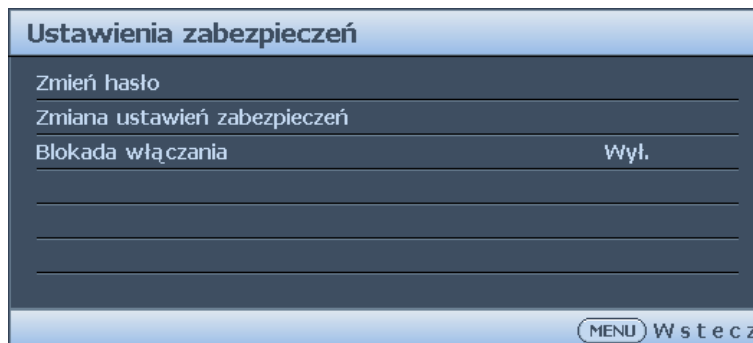 Ustawienia zabezpieczeń
Zmień hasło
Zmiana ustawień zabezpieczeń
Blokada włączania Wył.
MENU Wstecz